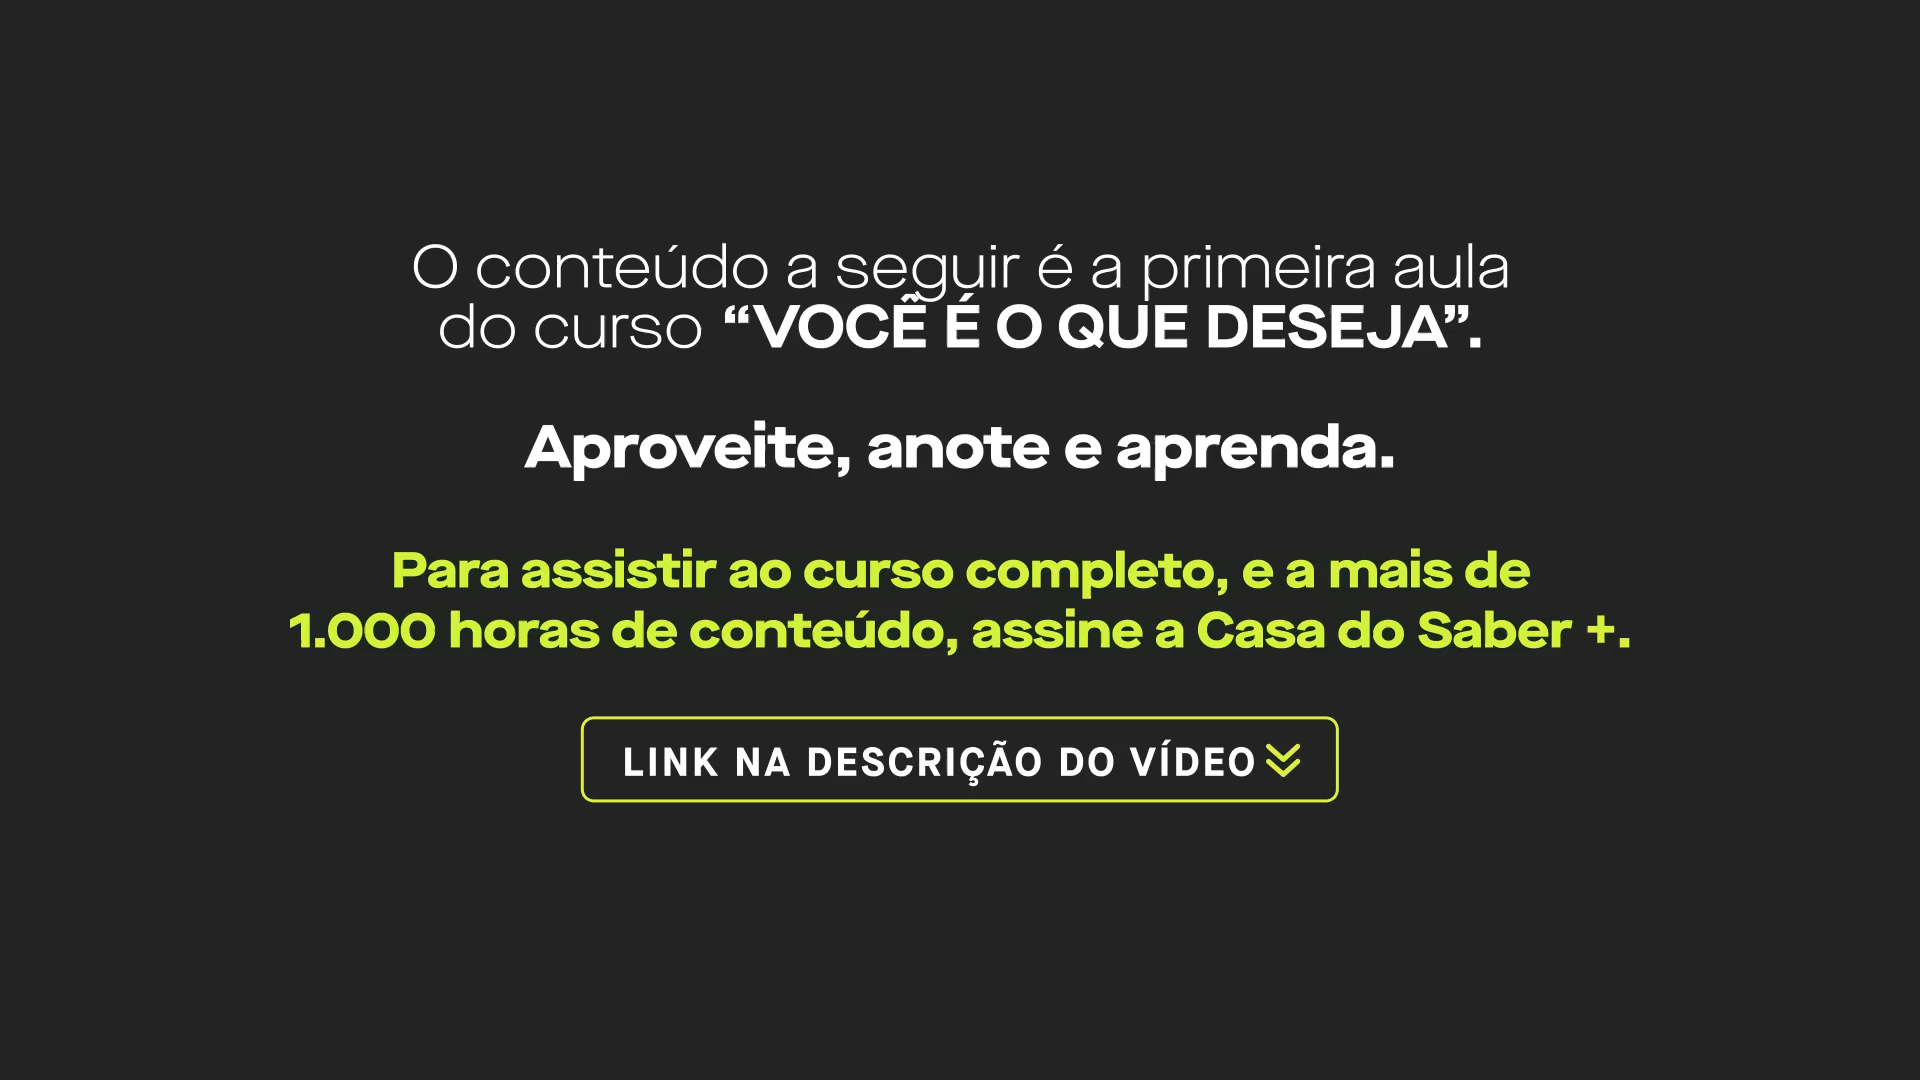 O conteúdo a seguir é a primeira aula
do curso “VOCÊ É O QUE DESEJA”.
Aproveite, anote e aprenda.
Para assistir ao curso completo, e a mais de
1.000 horas de conteúdo, assine a Casa do Saber +.
LINK NA DESCRIÇÃO DO VÍDEO